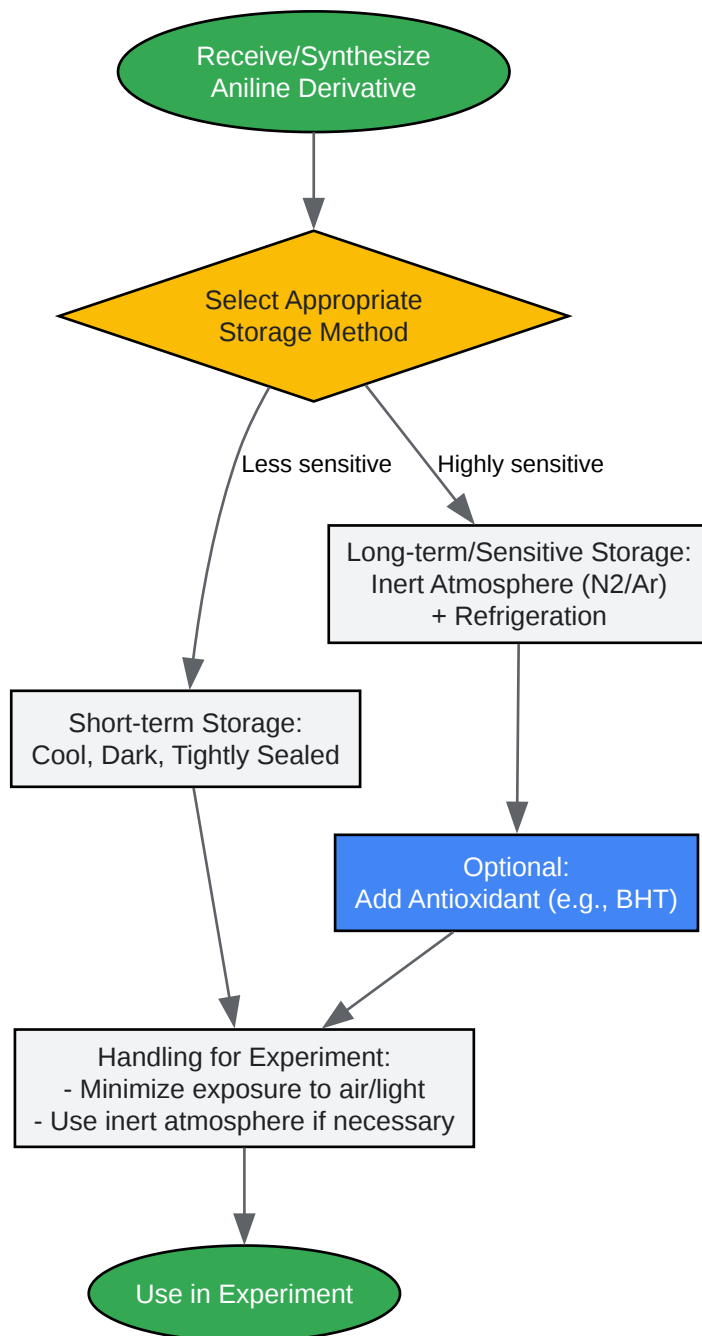 Receive/Synthesize
Aniline Derivative
Select Appropriate
Storage Method
Less sensitive
Highly sensitive
Long-term/Sensitive Storage:
Inert Atmosphere (N2/Ar)
+ Refrigeration
Short-term Storage:
Cool, Dark, Tightly Sealed
Optional:
Add Antioxidant (e.g., BHT)
Handling for Experiment:
- Minimize exposure to air/light
- Use inert atmosphere if necessary
Use in Experiment